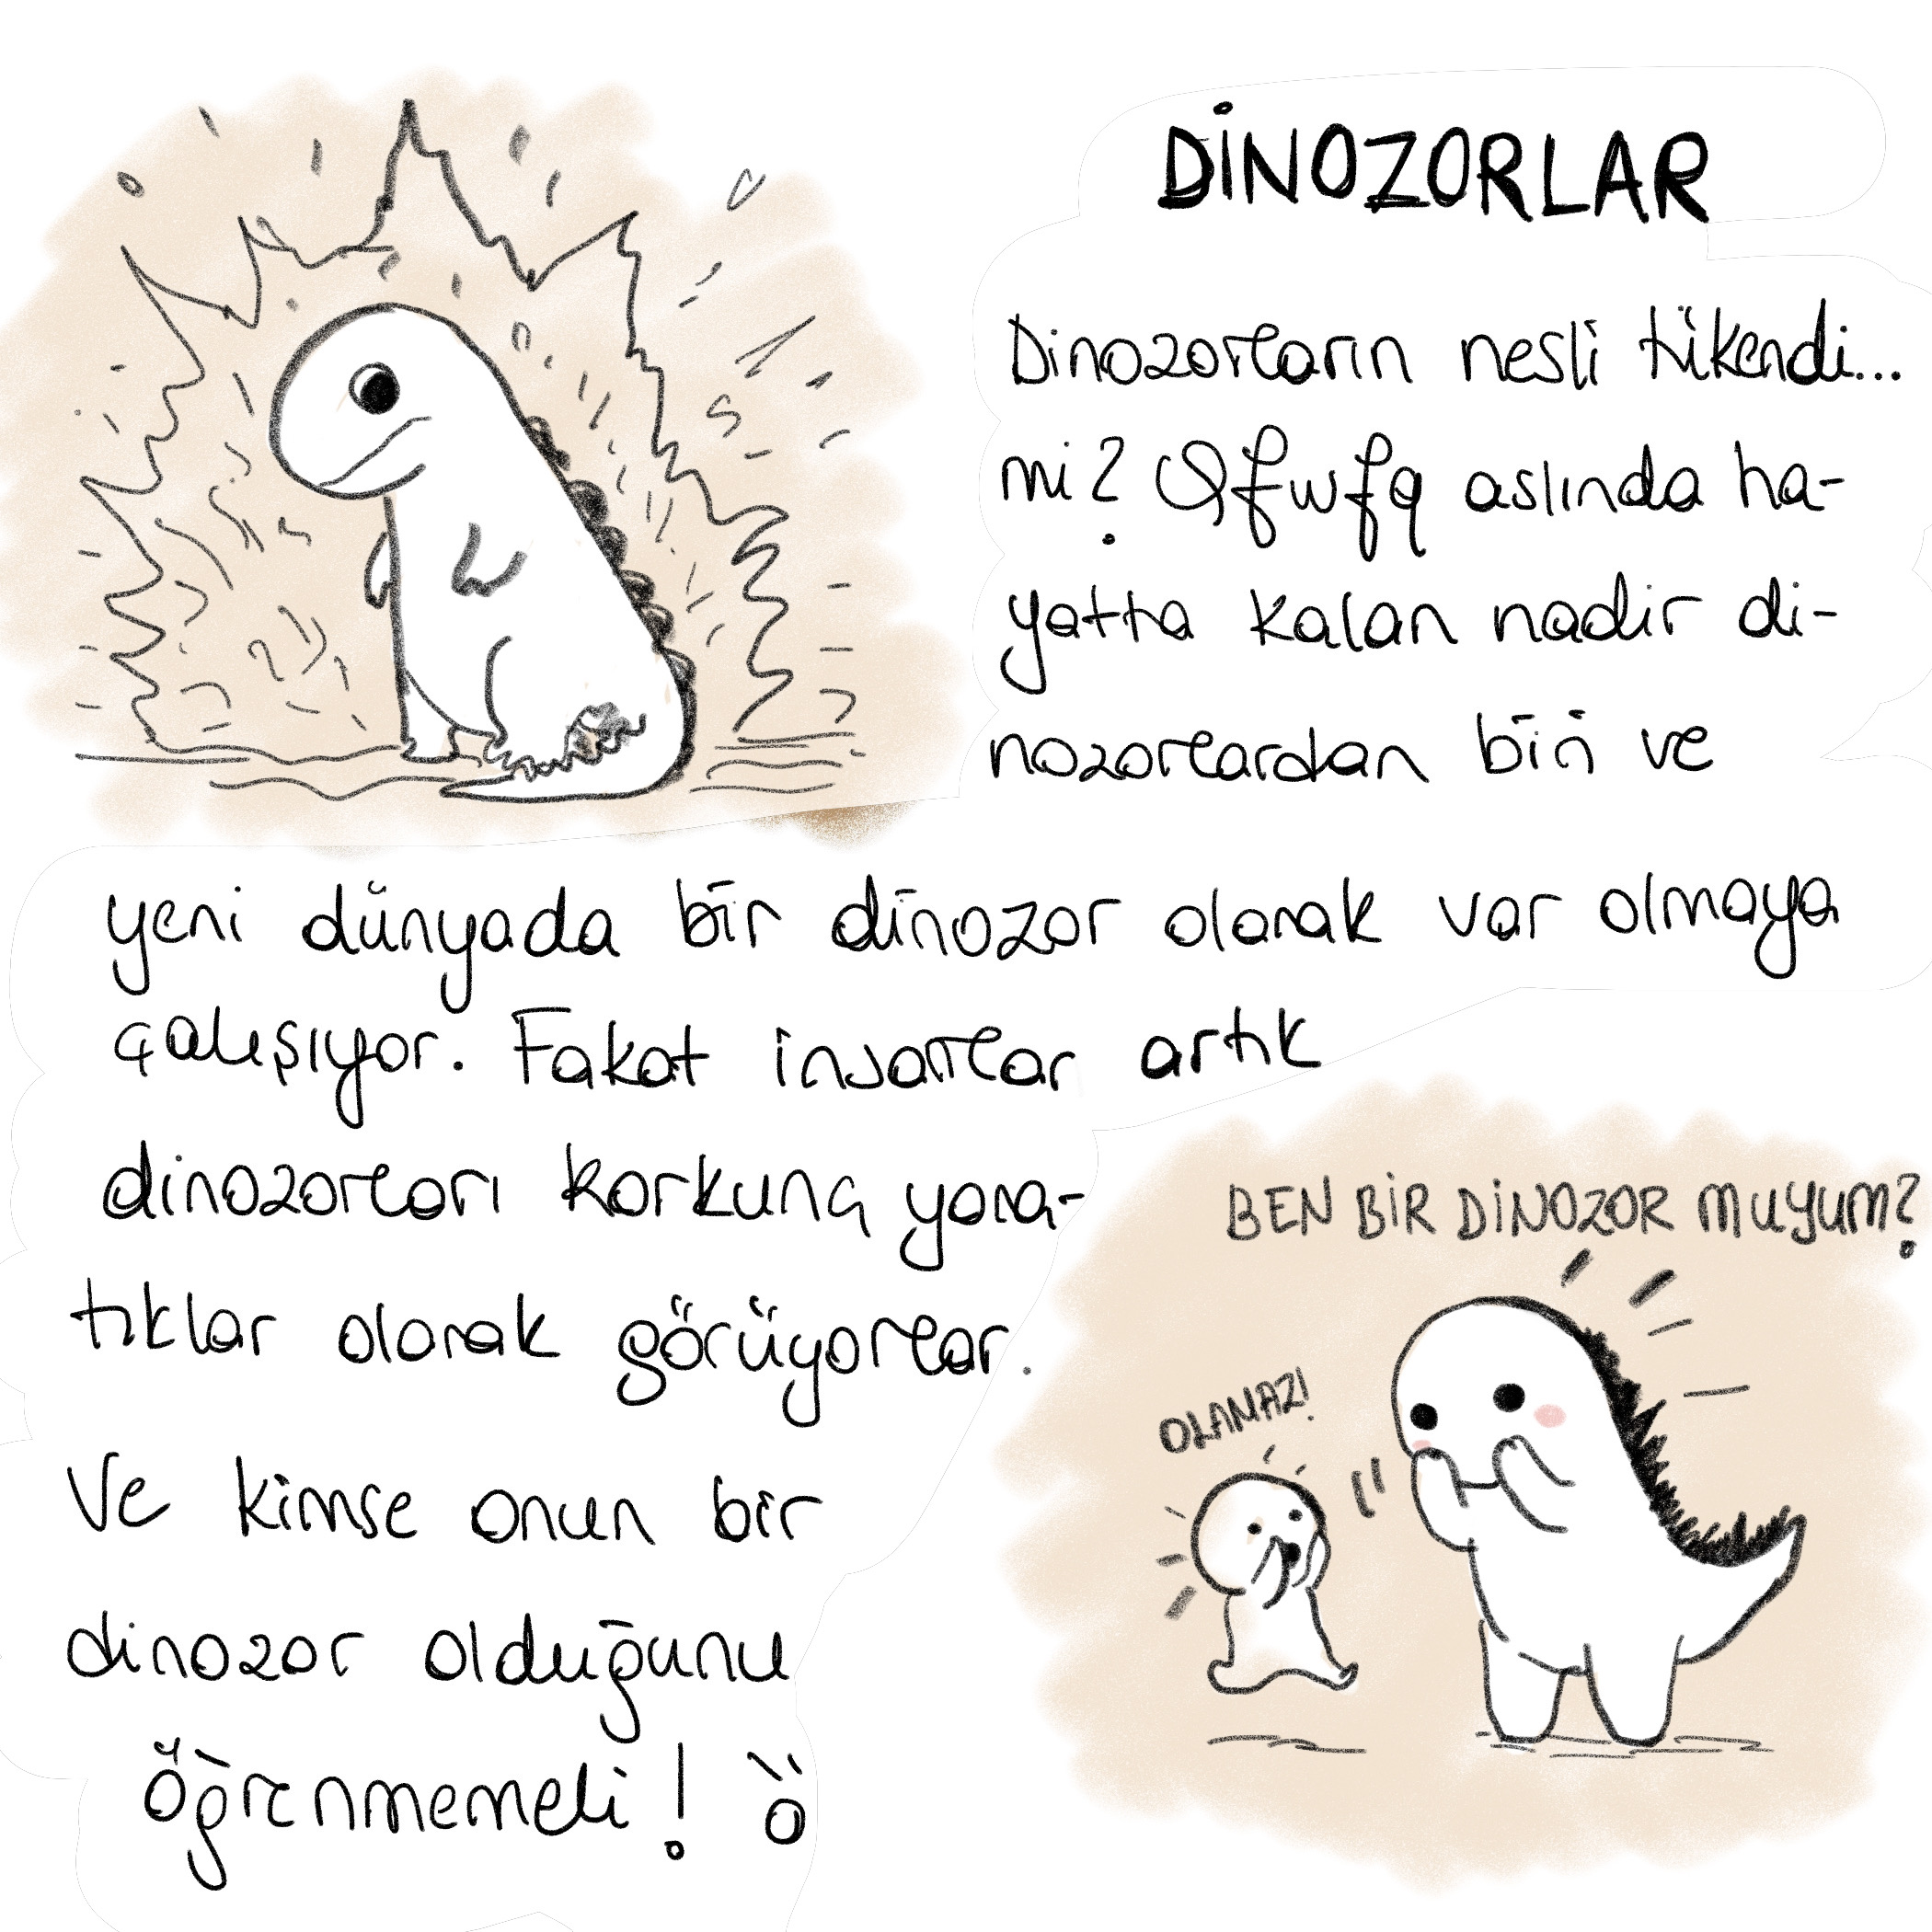 DİNOZORLAR
Dinozorların nesli tükendi...
mi? Qfwfq aslında ha-
yatta kalan nadir di-
nozorlardan biri ve
yeni dünyada bir dinozor olarak var olmaya
çalışıyor. Fakat insanlar artık
dinozorları korkunç yara-
tıklar olarak görüyorlar.
Ve kimse onun bir
dinozor olduğunu
öğrenmemeli! Ö
BEN BİR DİNOZOR MUYUM?
OLAMAZ!